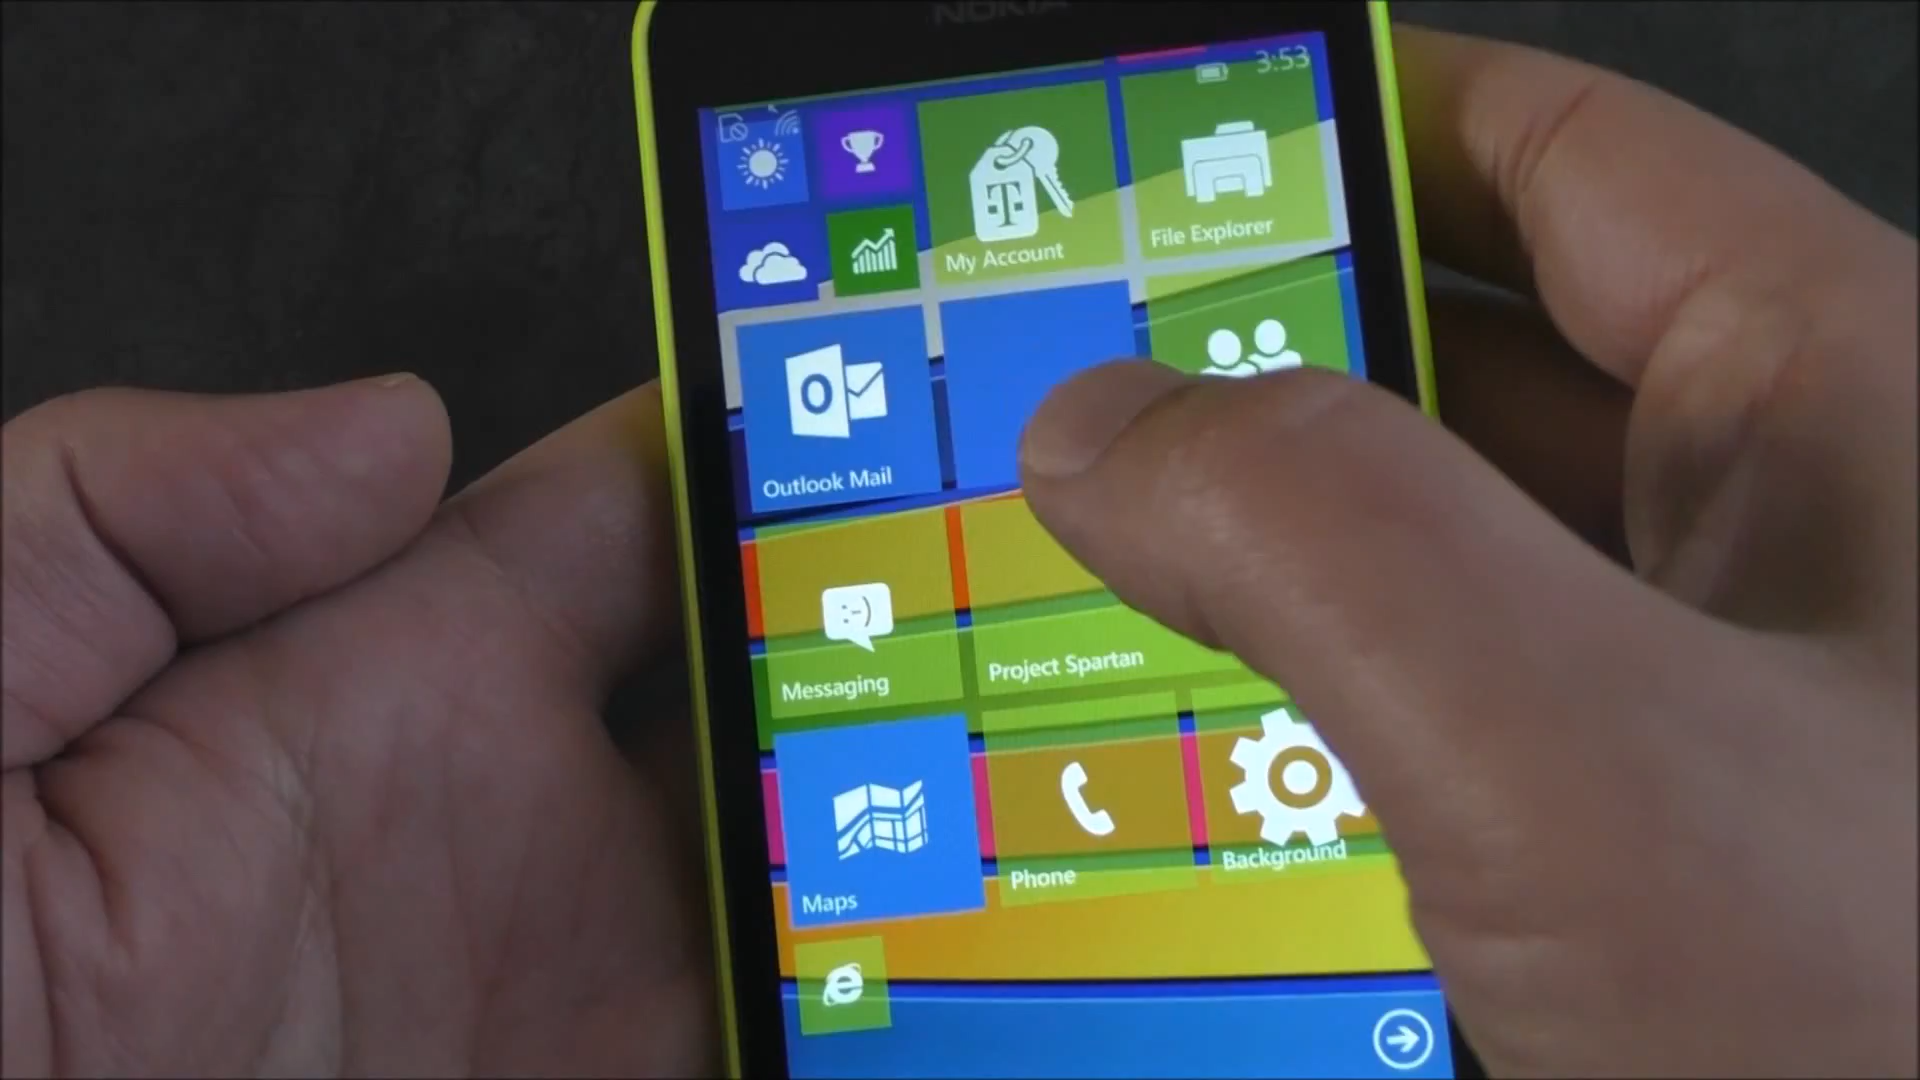 NOKIA
3:53
T
My Account
File Explorer
O
Outlook Mail
:-)
Messaging
Project Spartan
Maps
Phone
Background